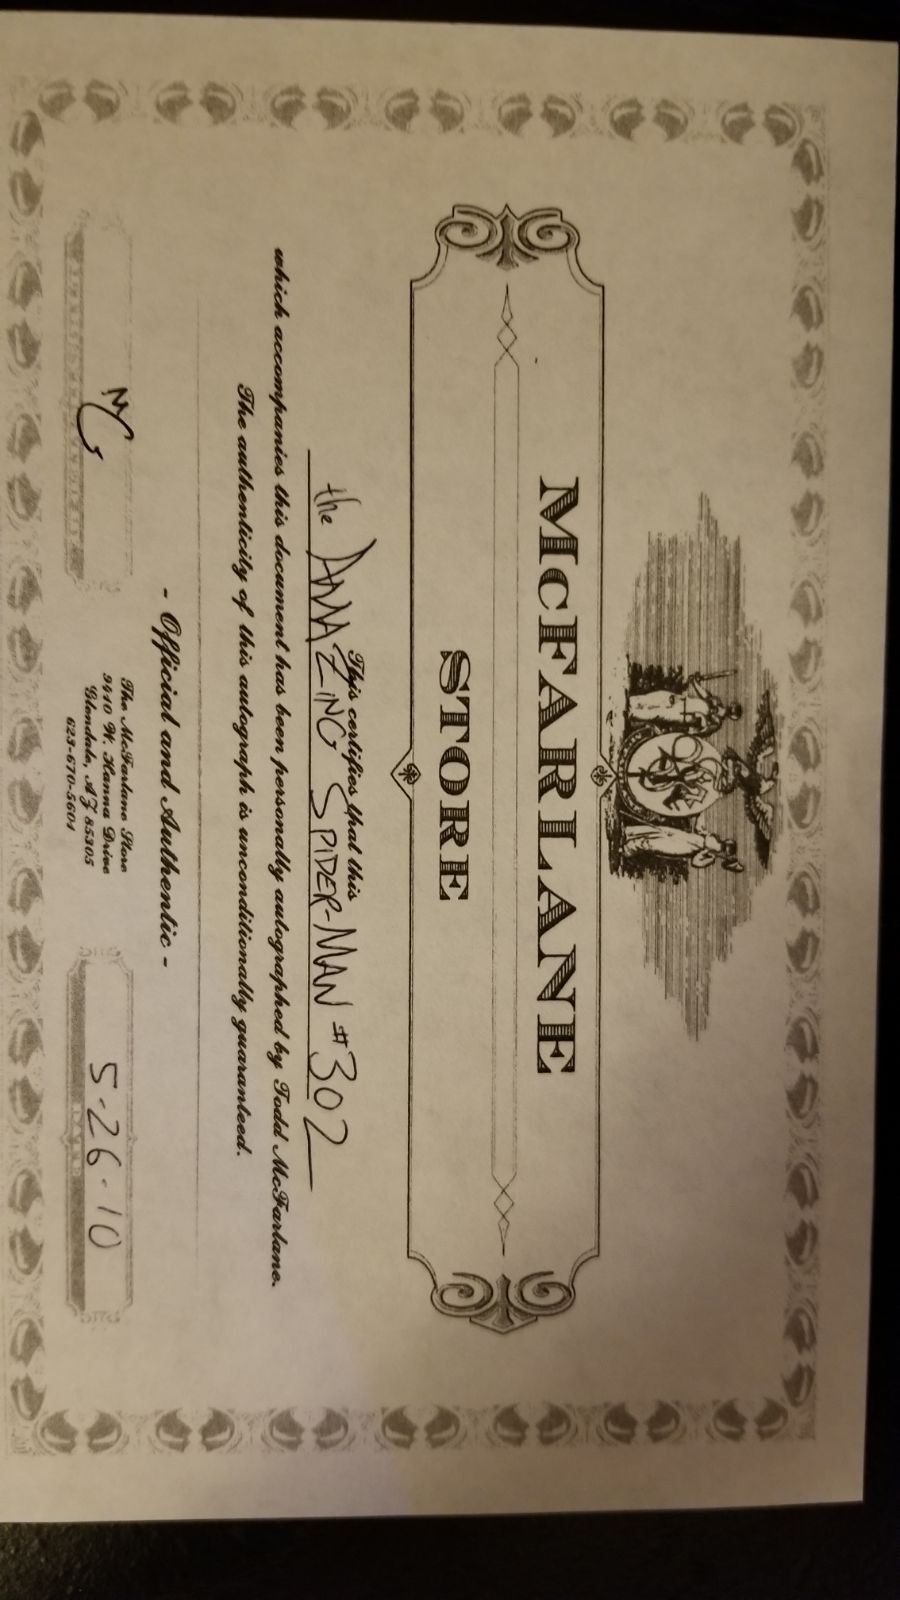 McFARLANE
STORE
This certifies that this
the AMAZING SPIDER-MAN #302
which accompanies this document has been personally autographed by Todd McFarlane.
The authenticity of this autograph is unconditionally guaranteed.
- Official and Authentic -
The McFarlane Store
9410 W. Hanna Drive
Glendale, AZ 85305
623-670-5604
5-26-10